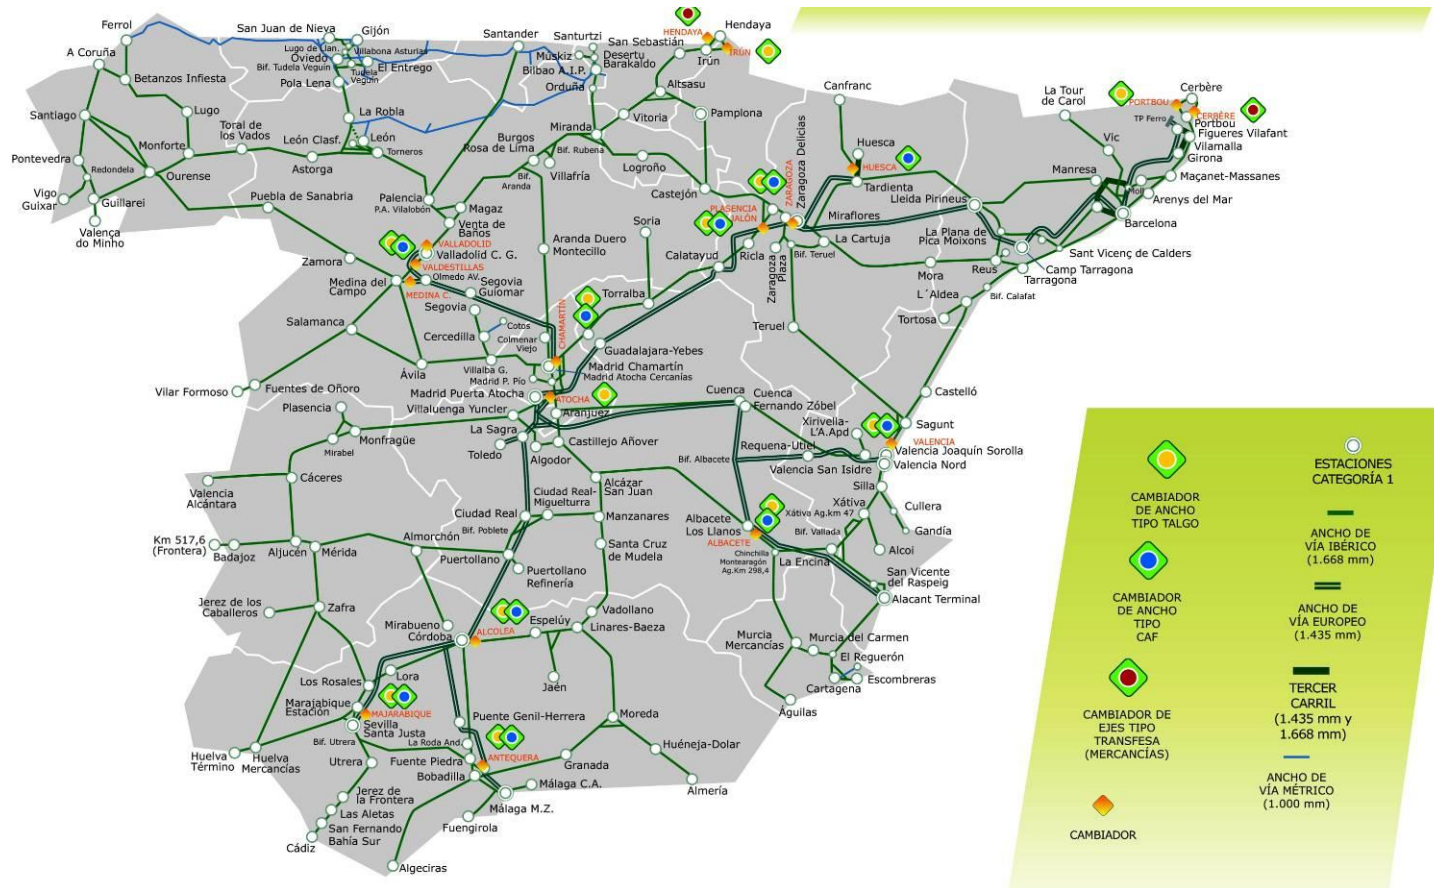 Ferrol
San Juan de Nieva
Gijón
Lugo de Llan.
Villabona Asturias
Oviedo
Bif. Tudela Veguin
Tudela
Veguin
El Entrego
Pola Lena
A Coruña
Betanzos Infiesta
Lugo
Santiago
Toral de
los Vados
Monforte
Pontevedra
Redondela
Ourense
Vigo
Guixar
Guillarei
Valença
do Minho
La Robla
León Clasf.
León
Torneros
Astorga
Puebla de Sanabria
Santander
Santurtzi
Muskiz
Desertu
Barakaldo
Bilbao A.I.P.
Orduña
San Sebastián
HENDAYA
Hendaya
IRÚN
Irún
Altsasu
Pamplona
Vitoria
Miranda
Bif. Rubena
Burgos
Rosa de Lima
Villafría
Bif.
Aranda
Logroño
Castejón
Palencia
P.A. Vilalobón
Magaz
Venta de
Baños
VALLADOLID
Valladolid C. G.
VALDESTILLAS
Olmedo AV.
MEDINA C.
Medina del
Campo
Zamora
Salamanca
Segovia
Guiomar
Segovia
Cotos
Cercedilla
Colmenar
Viejo
Villalba G.
Madrid P. Pío
Ávila
Vilar Formoso
Fuentes de Oñoro
Aranda Duero
Montecillo
Soria
CHAMARTÍN
Torralba
Calatayud
Ricla
PLASENCIA
JALÓN
ZARAGOZA
Zaragoza Delicias
Zaragoza
Plaza
Bif. Teruel
La Cartuja
Miraflores
Canfranc
Huesca
HUESCA
Tardienta
Lleida Pirineus
La Plana de
Pica Moixons
La Tour
de Carol
Vic
Manresa
Cerbère
PORTBOU
CERBÈRE
TP Ferro
Portbou
Figueres Vilafant
Vilamalla
Girona
Maçanet-Massanes
Moll
Arenys del Mar
Barcelona
Sant Vicenç de Calders
Camp Tarragona
Tarragona
Reus
Mora
L´Aldea
Bif. Calafat
Tortosa
Teruel
Guadalajara-Yebes
Madrid Chamartín
Madrid Atocha Cercanías
Madrid Puerta Atocha
ATOCHA
Aranjuez
Villaluenga Yuncler
La Sagra
Toledo
Algodor
Castillejo Añover
Plasencia
Monfragüe
Mirabel
Cáceres
Valencia
Alcántara
Km 517,6
(Frontera)
Badajoz
Aljucén
Mérida
Almorchón
Zafra
Jerez de los
Caballeros
Cuenca
Cuenca
Fernando Zóbel
Requena-Utiel
Bif. Albacete
Xirivella-
L'A.Apd
Castelló
Sagunt
VALENCIA
Valencia Joaquín Sorolla
Valencia San Isidre
Valencia Nord
Silla
Xátiva
Cullera
Gandía
Alcoi
Xátiva Ag.km 47
Bif. Vallada
La Encina
Albacete
Los Llanos
ALBACETE
Chinchilla
Montearagón
Ag.Km 298,4
San Vicente
del Raspeig
Alacant Terminal
Alcázar
San Juan
Manzanares
Ciudad Real-
Miguelturra
Ciudad Real
Bif. Poblete
Puertollano
Puertollano
Refinería
Santa Cruz
de Mudela
Vadollano
Linares-Baeza
Espelúy
Jaén
Mirabueno
Córdoba
ALCOLEA
Los Rosales
Lora
Marajabique
Estación
MAJARABIQUE
Sevilla
Santa Justa
Bif. Utrera
Utrera
Huelva
Término
Huelva
Mercancías
Jerez de
la Frontera
Las Aletas
San Fernando
Bahía Sur
Cádiz
Algeciras
Puente Genil-Herrera
La Roda And.
ANTEQUERA
Fuente Piedra
Bobadilla
Málaga C.A.
Málaga M.Z.
Fuengirola
Granada
Moreda
Huéneja-Dolar
Almería
Murcia
Mercancías
Murcia del Carmen
El Reguerón
Cartagena
Escombreras
Águilas
CAMBIADOR
DE ANCHO
TIPO TALGO
CAMBIADOR
DE ANCHO
TIPO
CAF
CAMBIADOR DE
EJES TIPO
TRANSFESA
(MERCANCÍAS)
CAMBIADOR
ESTACIONES
CATEGORÍA 1
ANCHO DE
VÍA IBÉRICO
(1.668 mm)
ANCHO DE
VÍA EUROPEO
(1.435 mm)
TERCER
CARRIL
(1.435 mm y
1.668 mm)
ANCHO DE
VÍA MÉTRICO
(1.000 mm)